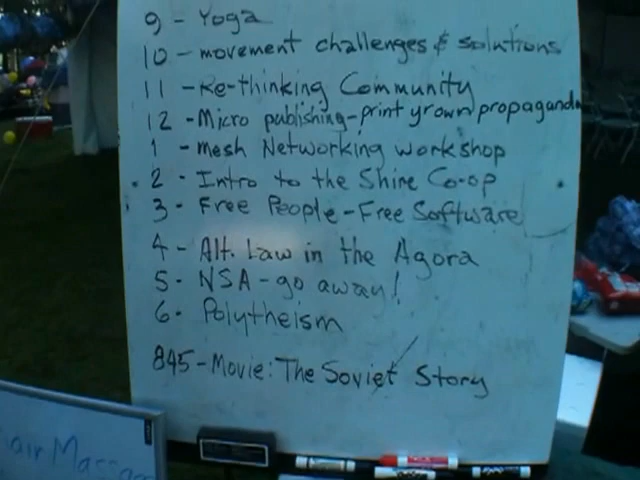 9 - Yoga
10 - movement challenges & solutions
11 - Re-thinking Community
12 - Micro publishing - print yr own propaganda
1 - mesh Networking workshop
2 - Intro to the Shire Co-op
3 - Free People - Free Software
4 - Alt. Law in the Agora
5 - NSA - go away!
6 - Polytheism
845 - Movie: The Soviet Story